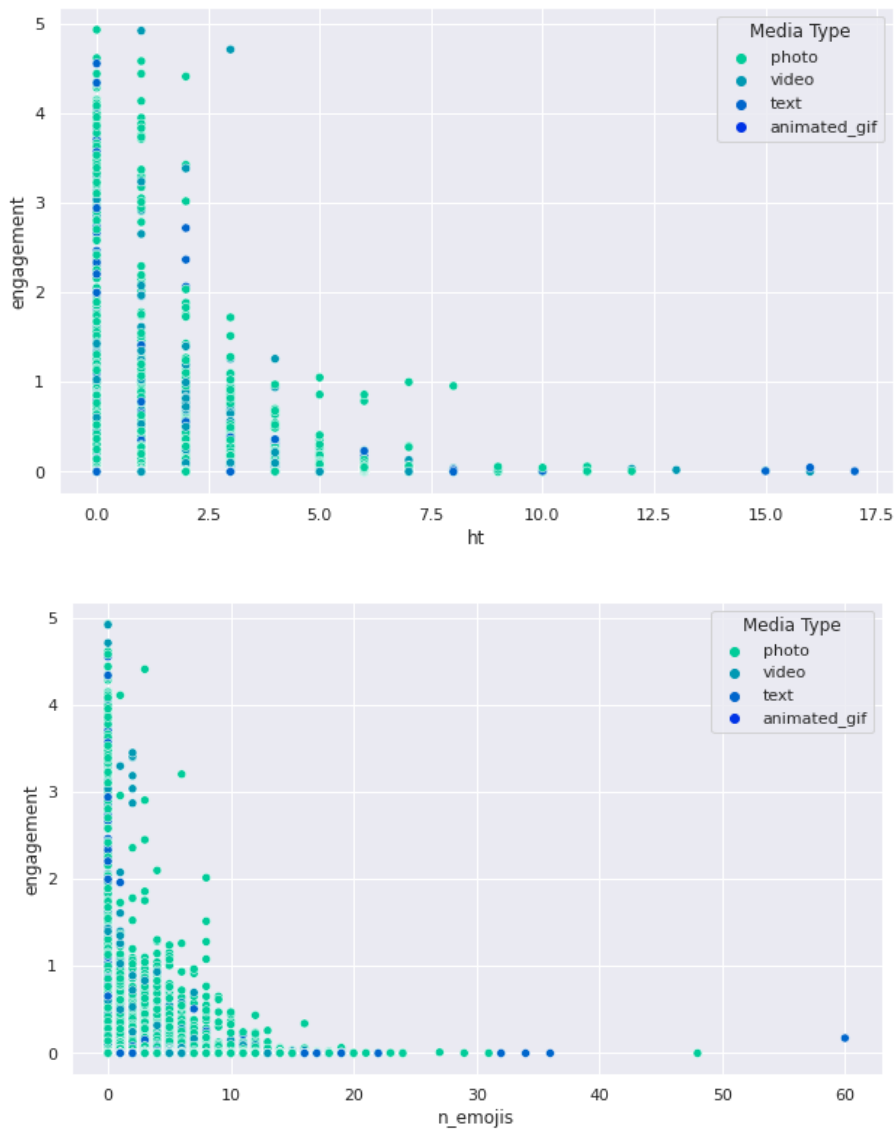 5
4
3
2
1
0
engagement
Media Type
photo
video
text
animated_gif
0.0 2.5 5.0 7.5 10.0 12.5 15.0 17.5
ht
5
4
3
2
1
0
engagement
Media Type
photo
video
text
animated_gif
0 10 20 30 40 50 60
n_emojis